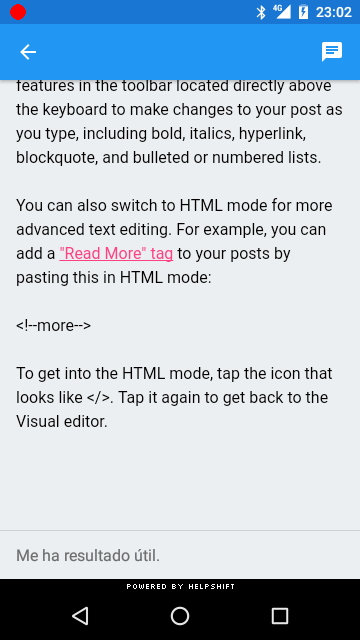 4G 23:02
features in the toolbar located directly above
the keyboard to make changes to your post as
you type, including bold, italics, hyperlink,
blockquote, and bulleted or numbered lists.
You can also switch to HTML mode for more
advanced text editing. For example, you can
add a "Read More" tag to your posts by
pasting this in HTML mode:
<!--more-->
To get into the HTML mode, tap the icon that
looks like </>. Tap it again to get back to the
Visual editor.
Me ha resultado útil.
POWERED BY HELPSHIFT